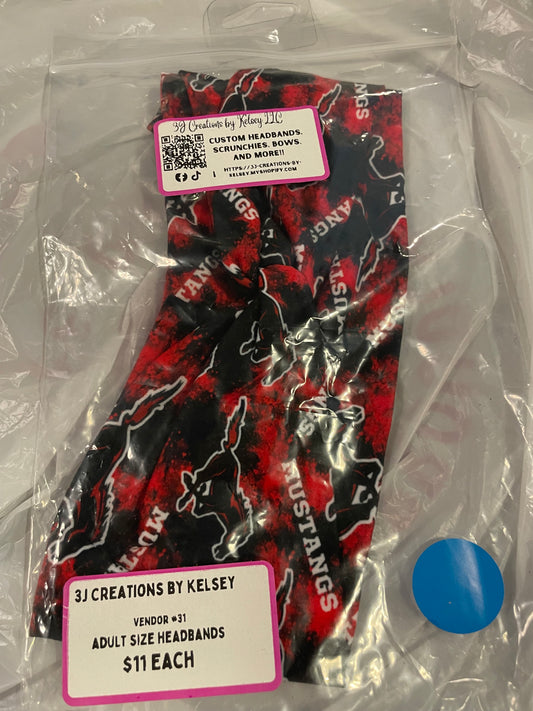 3J Creations by Kelsey LLC
CUSTOM HEADBANDS,
SCRUNCHIES, BOWS,
AND MORE!!
HTTPS://3J-CREATIONS-BY-
KELSEY.MYSHOPIFY.COM
MUSTANGS
MUSTANGS
3J CREATIONS BY KELSEY
VENDOR #31
ADULT SIZE HEADBANDS
$11 EACH